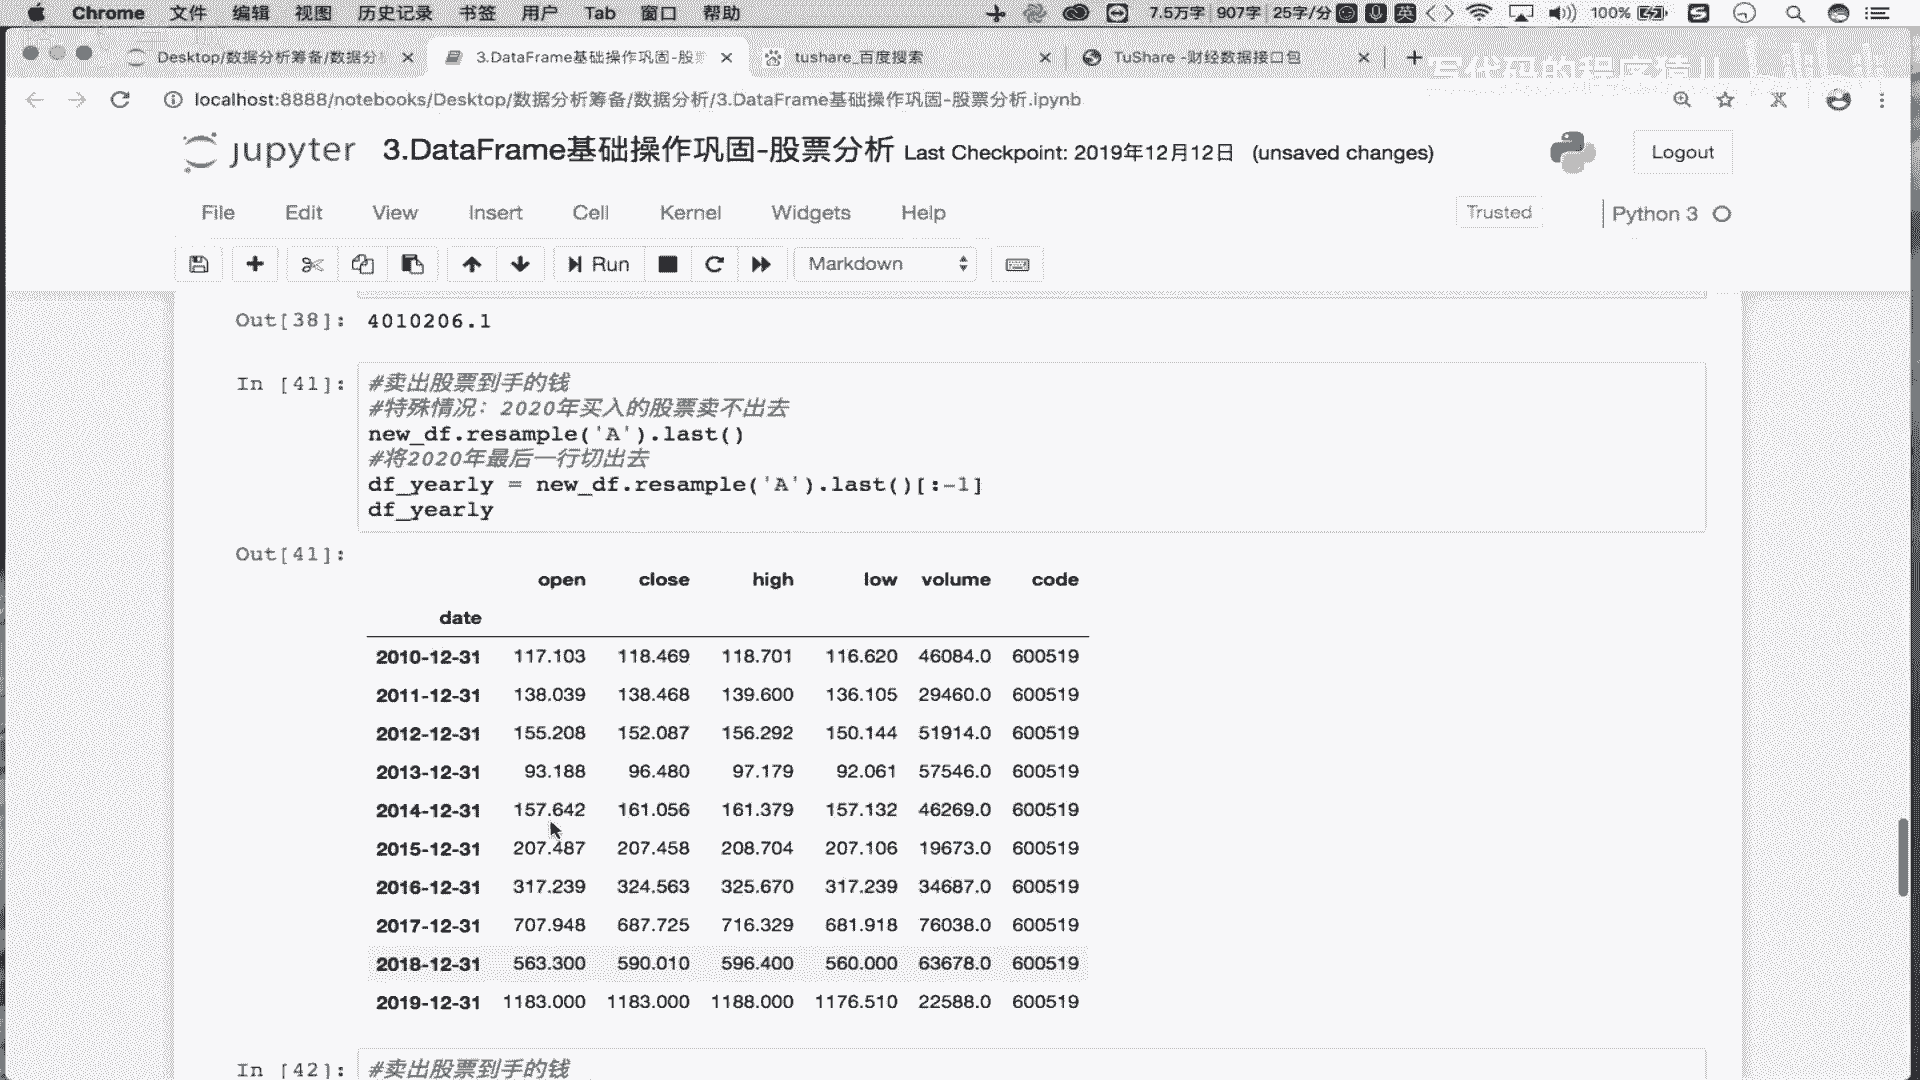 Chrome 文件 编辑 视图 历史记录 书签 用户 Tab 窗口 帮助 7.5万字 907字 25字/分 英 100%
Desktop/数据分析筹备/数据分 3.DataFrame基础操作巩固-股 tushare_百度搜索 TuShare -财经数据接口包
写代码的程序猿儿
localhost:8888/notebooks/Desktop/数据分析筹备/数据分析/3.DataFrame基础操作巩固-股票分析.ipynb
jupyter 3.DataFrame基础操作巩固-股票分析 Last Checkpoint: 2019年12月12日 (unsaved changes) Logout
File Edit View Insert Cell Kernel Widgets Help Trusted Python 3
Run Markdown
Out[38]: 4010206.1
In [41]: #卖出股票到手的钱
#特殊情况：2020年买入的股票卖不出去
new_df.resample('A').last()
#将2020年最后一行切出去
df_yearly = new_df.resample('A').last()[:-1]
df_yearly
Out[41]:
open close high low volume code
date
2010-12-31 117.103 118.469 118.701 116.620 46084.0 600519
2011-12-31 138.039 138.468 139.600 136.105 29460.0 600519
2012-12-31 155.208 152.087 156.292 150.144 51914.0 600519
2013-12-31 93.188 96.480 97.179 92.061 57546.0 600519
2014-12-31 157.642 161.056 161.379 157.132 46269.0 600519
2015-12-31 207.487 207.458 208.704 207.106 19673.0 600519
2016-12-31 317.239 324.563 325.670 317.239 34687.0 600519
2017-12-31 707.948 687.725 716.329 681.918 76038.0 600519
2018-12-31 563.300 590.010 596.400 560.000 63678.0 600519
2019-12-31 1183.000 1183.000 1188.000 1176.510 22588.0 600519
In [42]: #卖出股票到手的钱